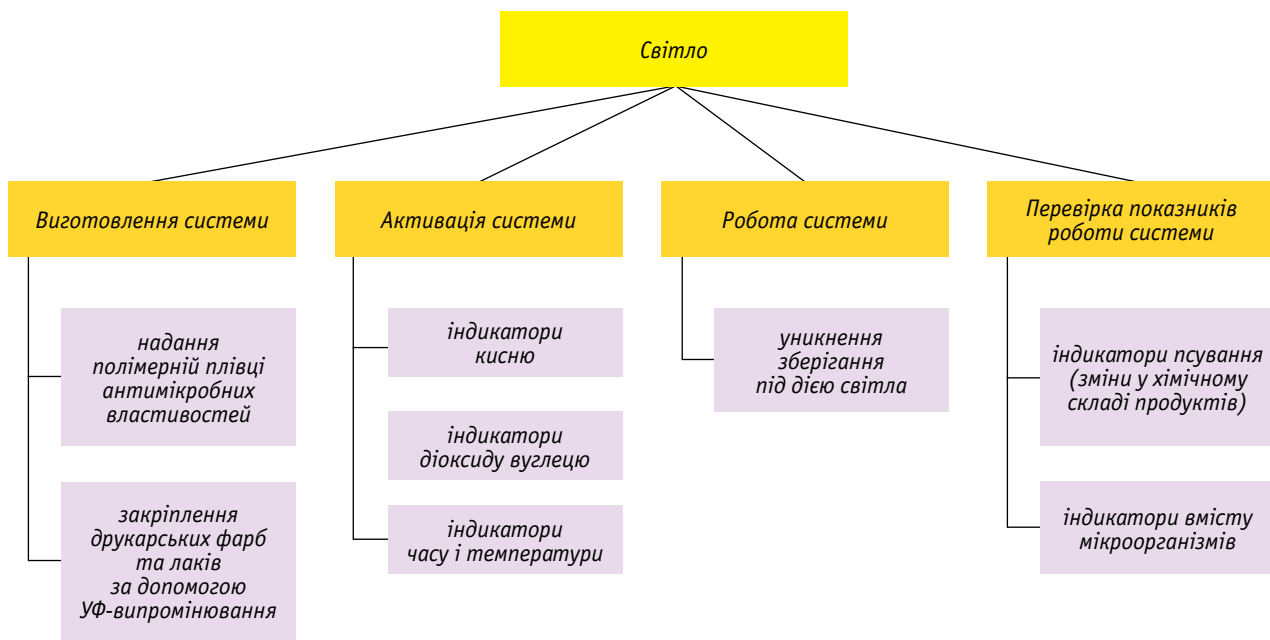 Світло
Виготовлення системи
надання
полімерній плівці
антимікробних
властивостей
закріплення
друкарських фарб
та лаків
за допомогою
УФ-випромінювання
Активація системи
індикатори
кисню
індикатори
діоксиду вуглецю
індикатори
часу і температури
Робота системи
уникнення
зберігання
під дією світла
Перевірка показників
роботи системи
індикатори псування
(зміни у хімічному
складі продуктів)
індикатори вмісту
мікроорганізмів